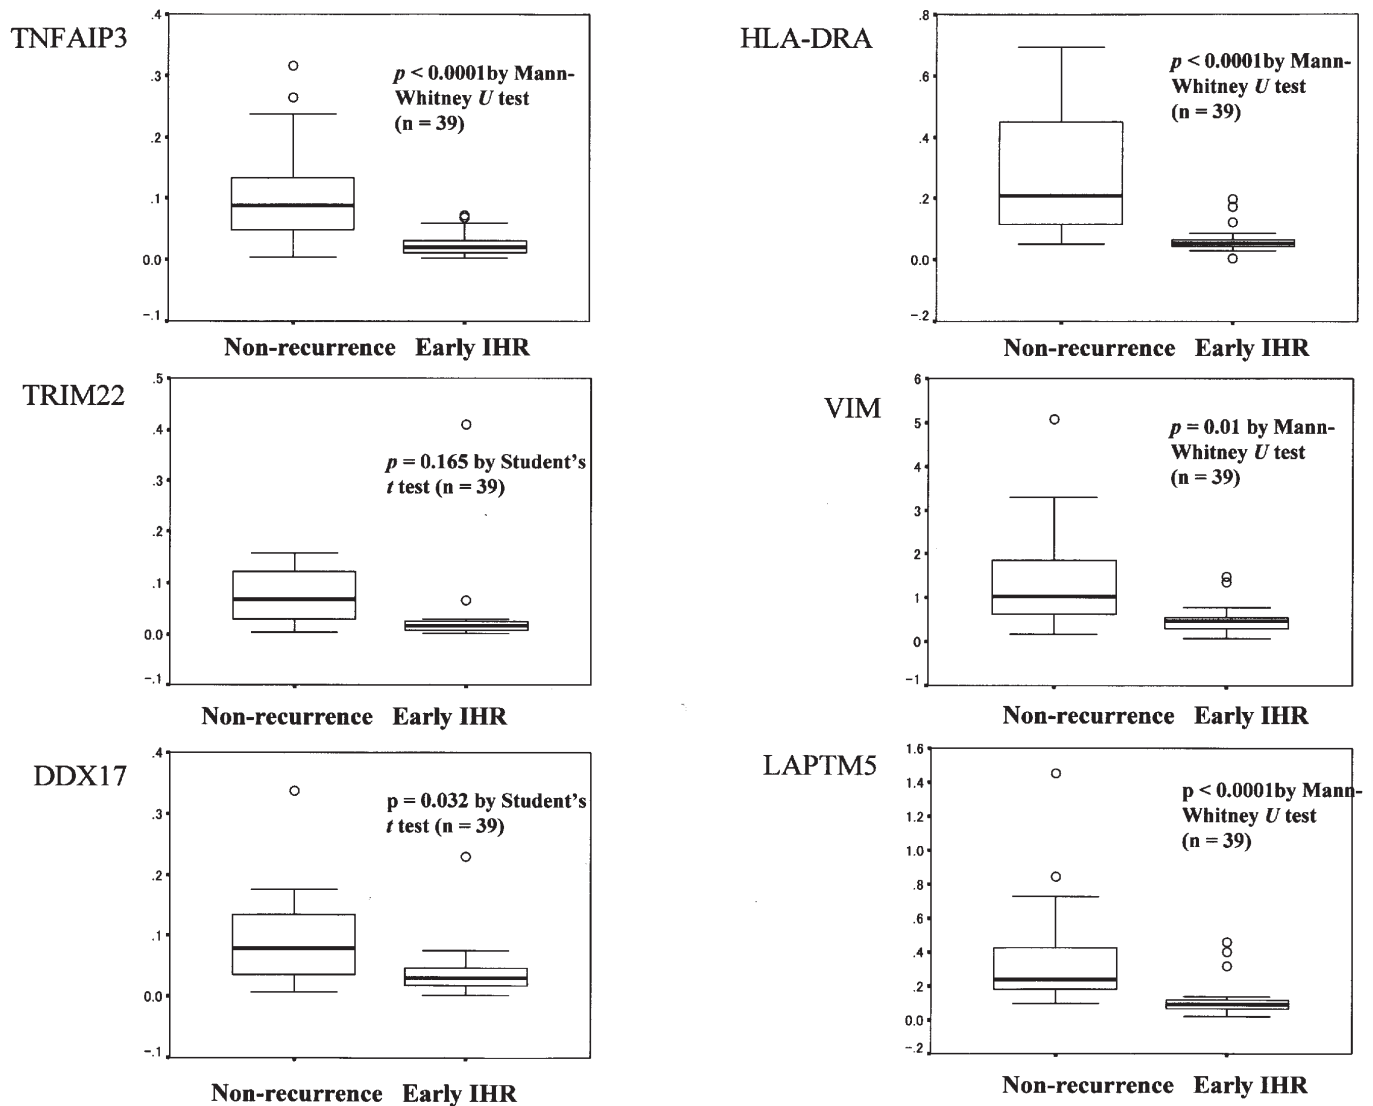 TNFAIP3
.4
.3
.2
.1
0.0
-.1
p < 0.0001by Mann-
Whitney U test
(n = 39)
Non-recurrence Early IHR
HLA-DRA
.8
.6
.4
.2
0.0
-.2
p < 0.0001by Mann-
Whitney U test
(n = 39)
Non-recurrence Early IHR
TRIM22
.5
.4
.3
.2
.1
0.0
-.1
p = 0.165 by Student's
t test (n = 39)
Non-recurrence Early IHR
VIM
6
5
4
3
2
1
0
-1
p = 0.01 by Mann-
Whitney U test
(n = 39)
Non-recurrence Early IHR
DDX17
.4
.3
.2
.1
0.0
-.1
p = 0.032 by Student's
t test (n = 39)
Non-recurrence Early IHR
LAPTM5
1.6
1.4
1.2
1.0
.8
.6
.4
.2
0.0
-.2
p < 0.0001by Mann-
Whitney U test
(n = 39)
Non-recurrence Early IHR